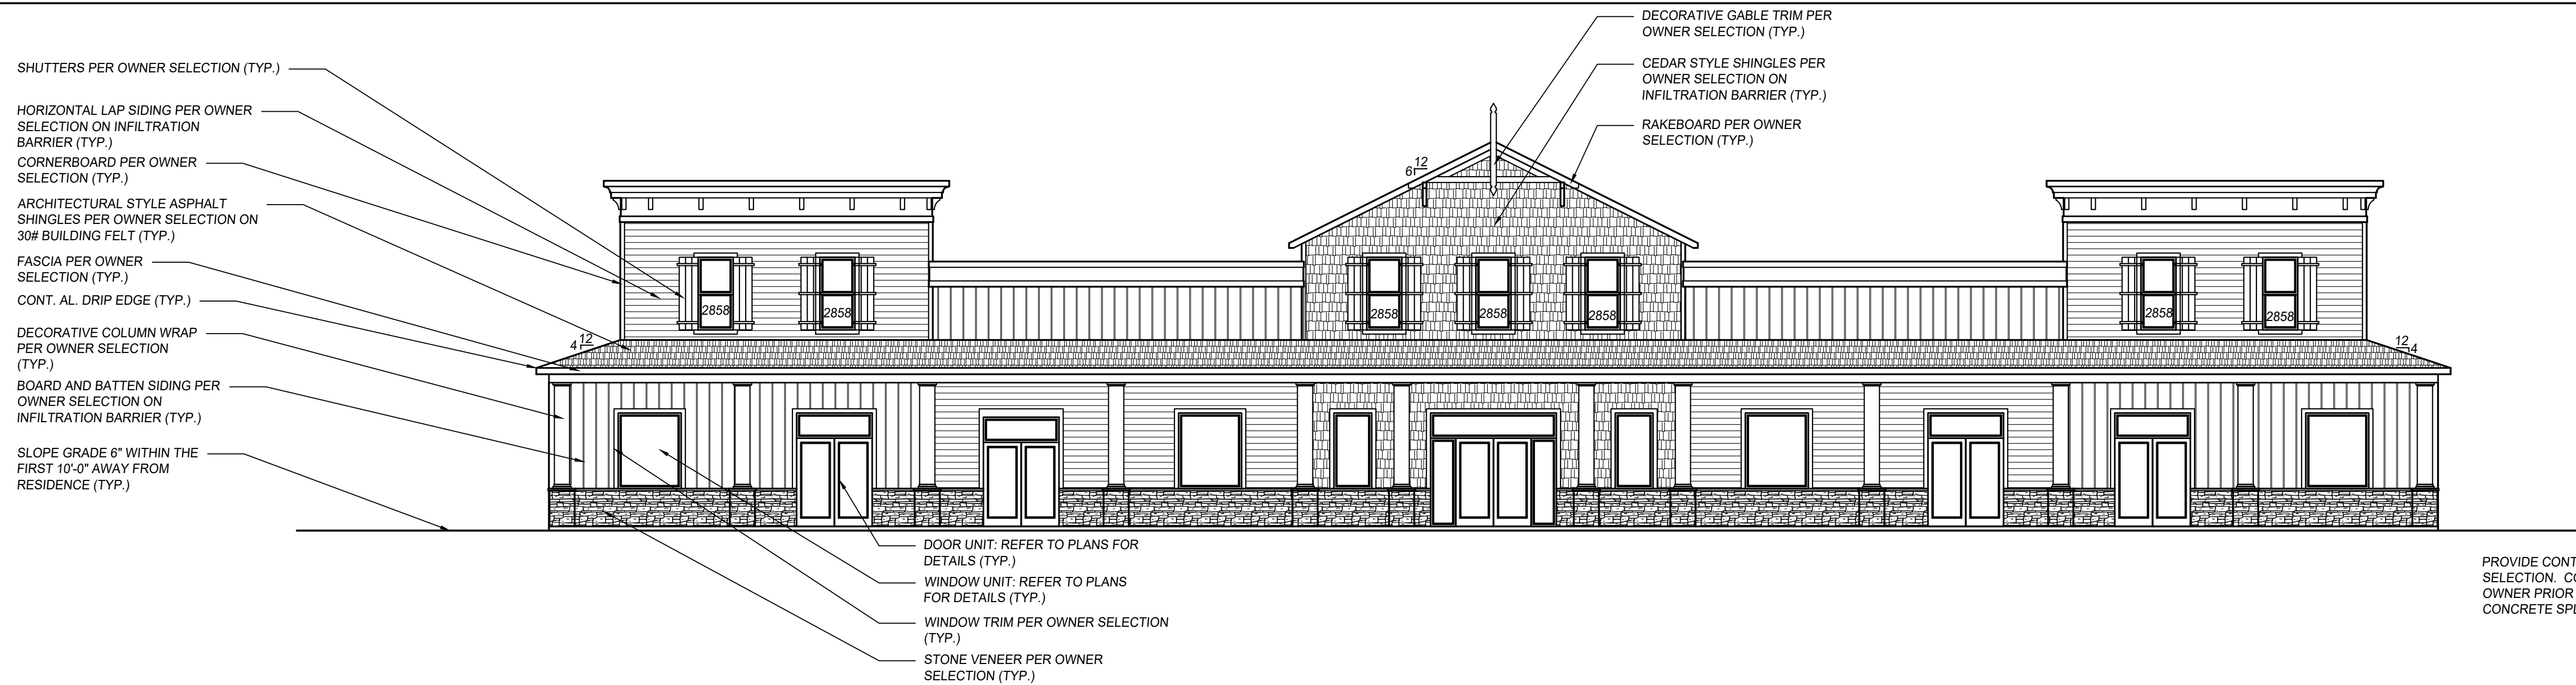 DECORATIVE GABLE TRIM PER
OWNER SELECTION (TYP.)
CEDAR STYLE SHINGLES PER
OWNER SELECTION ON
INFILTRATION BARRIER (TYP.)
RAKEBOARD PER OWNER
SELECTION (TYP.)
SHUTTERS PER OWNER SELECTION (TYP.)
HORIZONTAL LAP SIDING PER OWNER
SELECTION ON INFILTRATION
BARRIER (TYP.)
CORNERBOARD PER OWNER
SELECTION (TYP.)
ARCHITECTURAL STYLE ASPHALT
SHINGLES PER OWNER SELECTION ON
30# BUILDING FELT (TYP.)
FASCIA PER OWNER
SELECTION (TYP.)
CONT. AL. DRIP EDGE (TYP.)
DECORATIVE COLUMN WRAP
PER OWNER SELECTION
(TYP.)
BOARD AND BATTEN SIDING PER
OWNER SELECTION ON
INFILTRATION BARRIER (TYP.)
SLOPE GRADE 6" WITHIN THE
FIRST 10'-0" AWAY FROM
RESIDENCE (TYP.)
12
6
2858
2858
2858
2858
2858
2858
2858
12
4
12
4
DOOR UNIT: REFER TO PLANS FOR
DETAILS (TYP.)
WINDOW UNIT: REFER TO PLANS
FOR DETAILS (TYP.)
WINDOW TRIM PER OWNER SELECTION
(TYP.)
STONE VENEER PER OWNER
SELECTION (TYP.)
PROVIDE CONT
SELECTION. CO
OWNER PRIOR
CONCRETE SPL